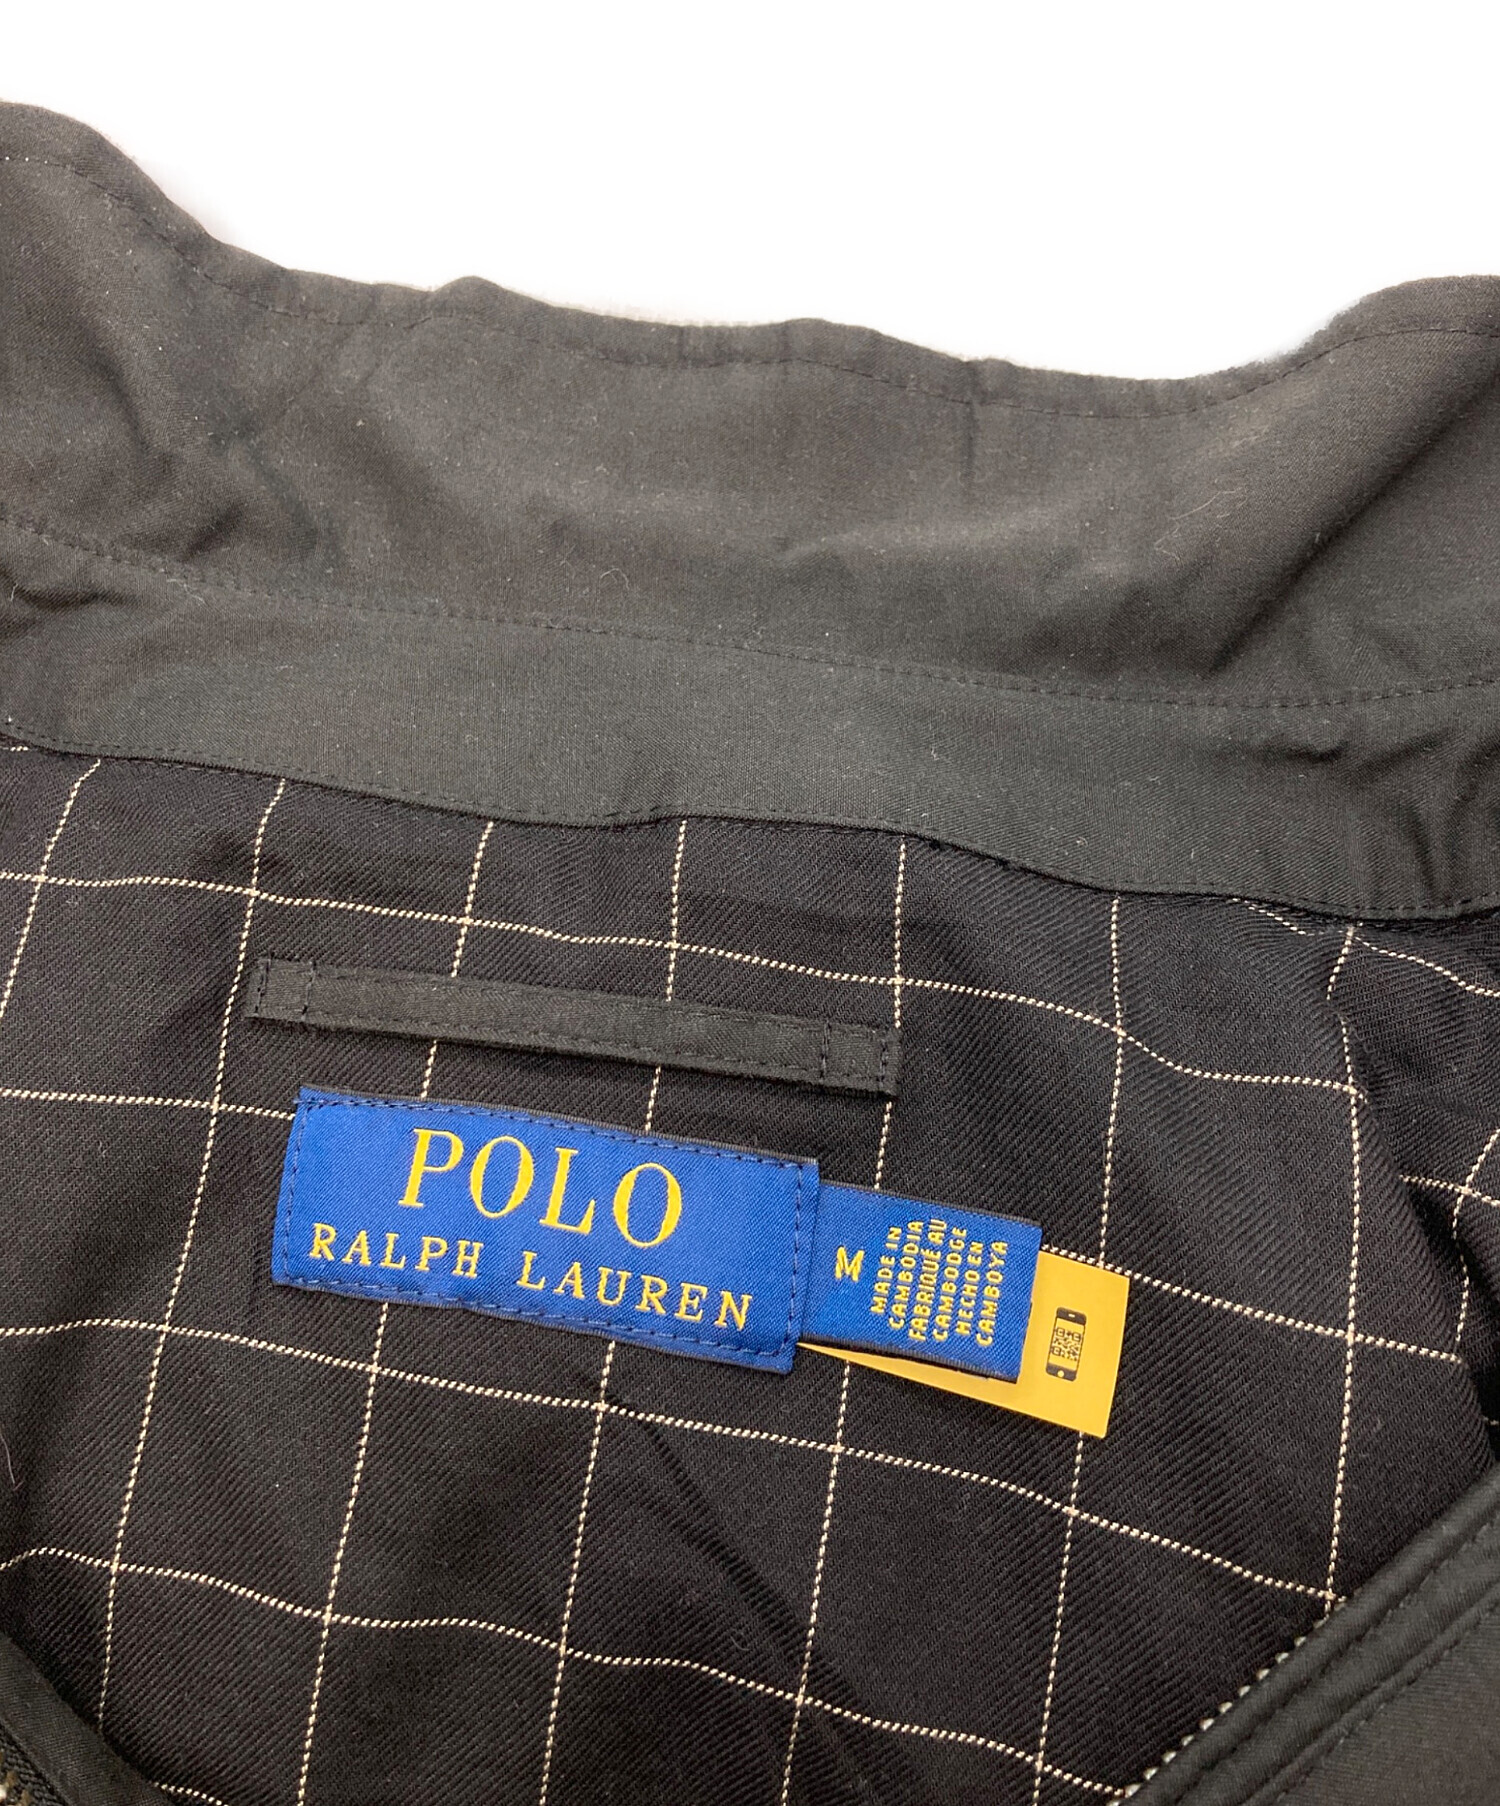 POLO
RALPH LAUREN
M
MADE IN
CAMBODIA
FABRIQUÉ AU
CAMBODGE
HECHO EN
CAMBOYA